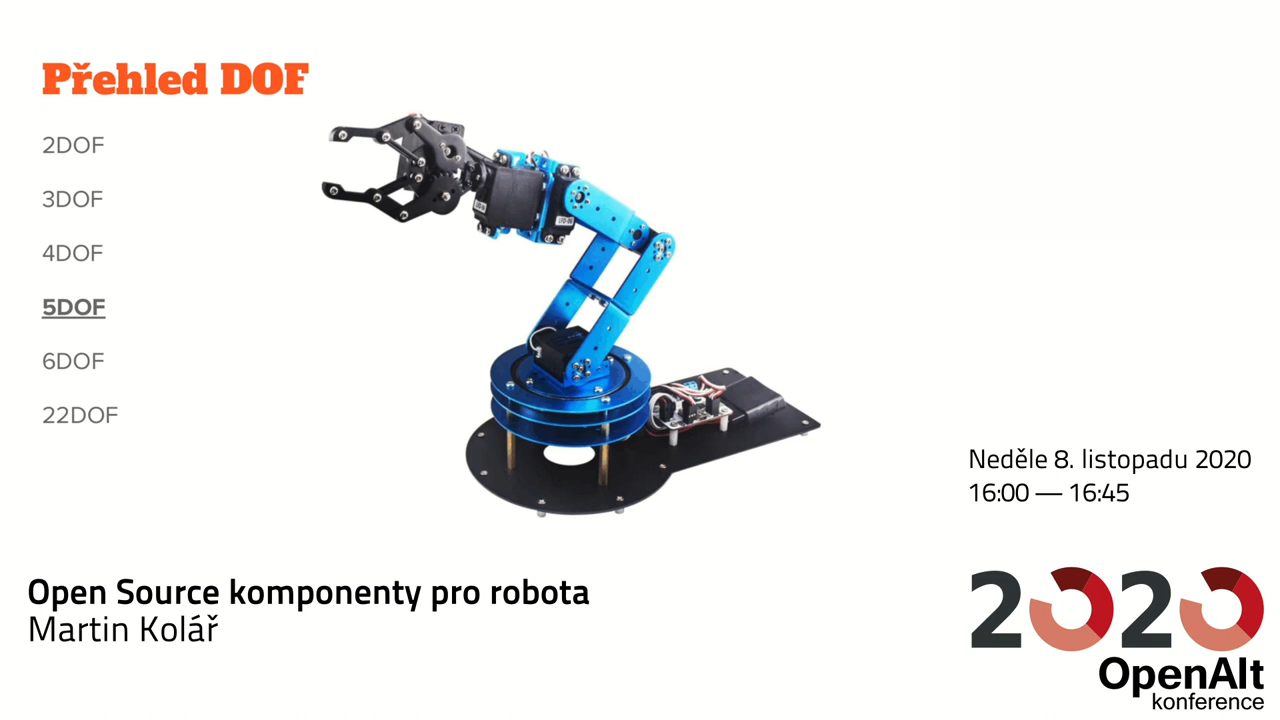 Přehled DOF
2DOF
3DOF
4DOF
5DOF
6DOF
22DOF
Neděle 8. listopadu 2020
16:00 — 16:45
Open Source komponenty pro robota
Martin Kolář
2020
OpenAlt
konference